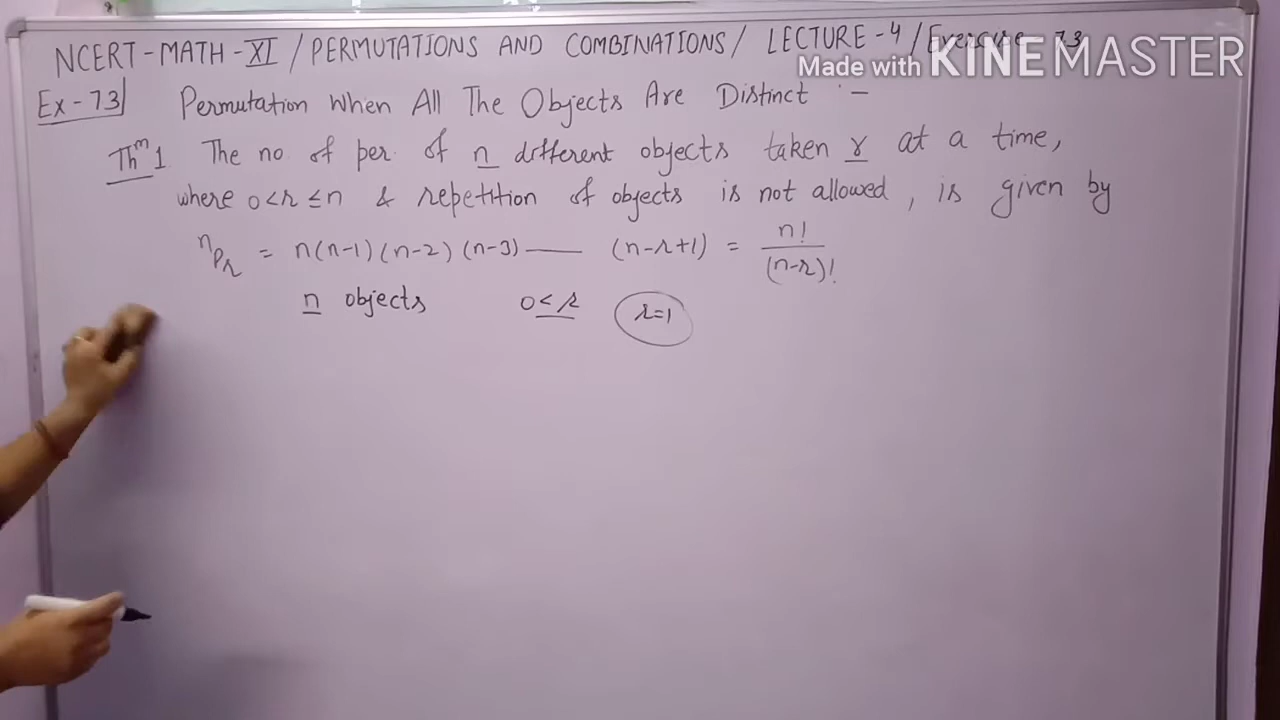 NCERT-MATH-XI / PERMUTATIONS AND COMBINATIONS / LECTURE-4 / Exercise 7.3
Made with KINEMASTER
Ex-7.3 Permutation When All The Objects Are Distinct :-
Thm 1 The no. of per. of n different objects taken r at a time,
where 0<r≤n & repetition of objects is not allowed, is given by
ⁿPᵣ = n(n-1)(n-2)(n-3) —— (n-r+1) = n!/(n-r)!
n objects 0<r r=1